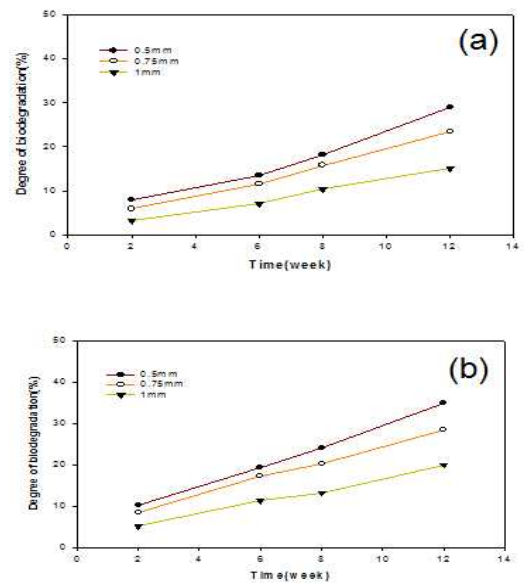 (a)
50
40
30
20
10
0
Degree of biodegradation(%)
0.5mm
0.75mm
1mm
0 2 4 6 8 10 12 14
Time(week)
(b)
50
40
30
20
10
0
Degree of biodegradation(%)
0.5mm
0.75mm
1mm
0 2 4 6 8 10 12 14
Time(week)